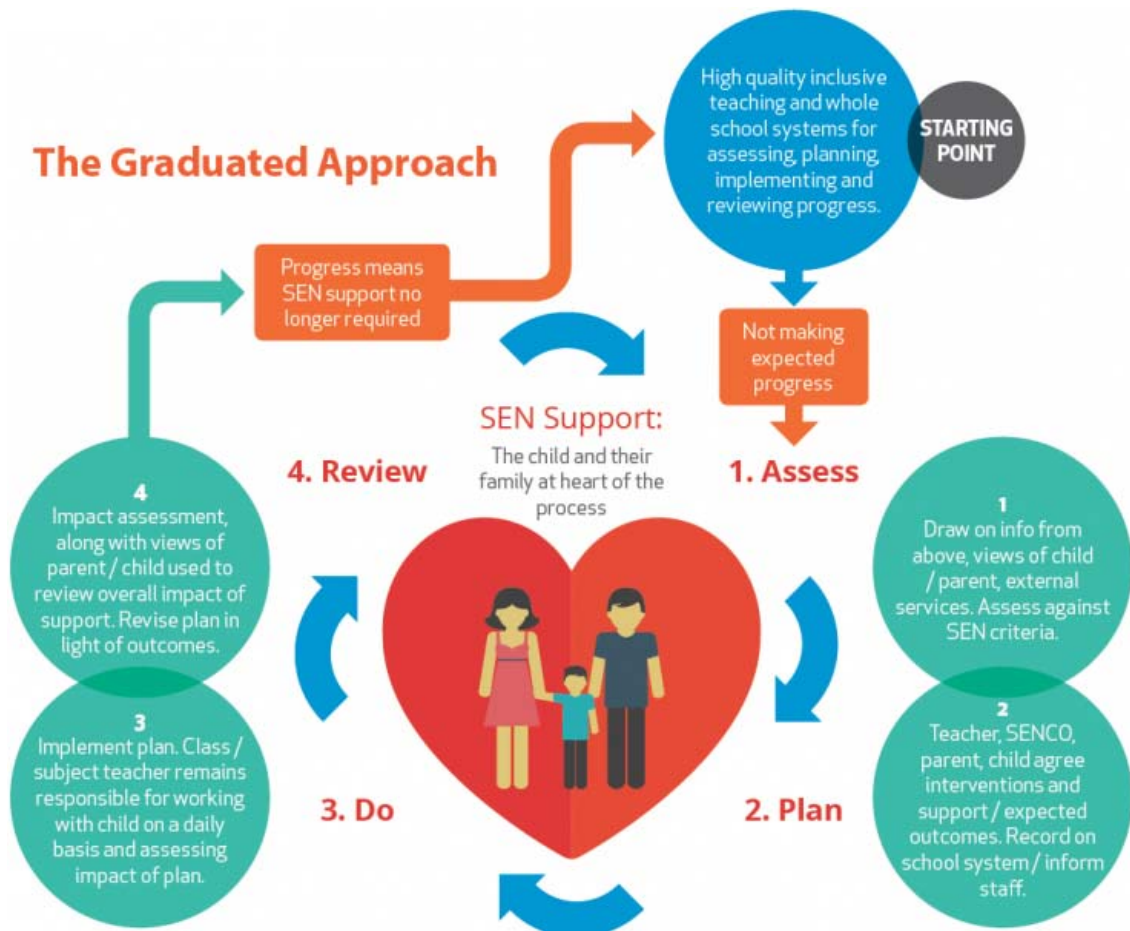 The Graduated Approach
High quality inclusive
teaching and whole
school systems for
assessing, planning,
implementing and
reviewing progress.
STARTING
POINT
Progress means
SEN support no
longer required
Not making
expected
progress
SEN Support:
The child and their
family at heart of the
process
4. Review
1. Assess
4
Impact assessment,
along with views of
parent / child used to
review overall impact of
support. Revise plan in
light of outcomes.
1
Draw on info from
above, views of child
/ parent, external
services. Assess against
SEN criteria.
3
Implement plan. Class /
subject teacher remains
responsible for working
with child on a daily
basis and assessing
impact of plan.
3. Do
2. Plan
2
Teacher, SENCO,
parent, child agree
interventions and
support / expected
outcomes. Record on
school system / inform
staff.